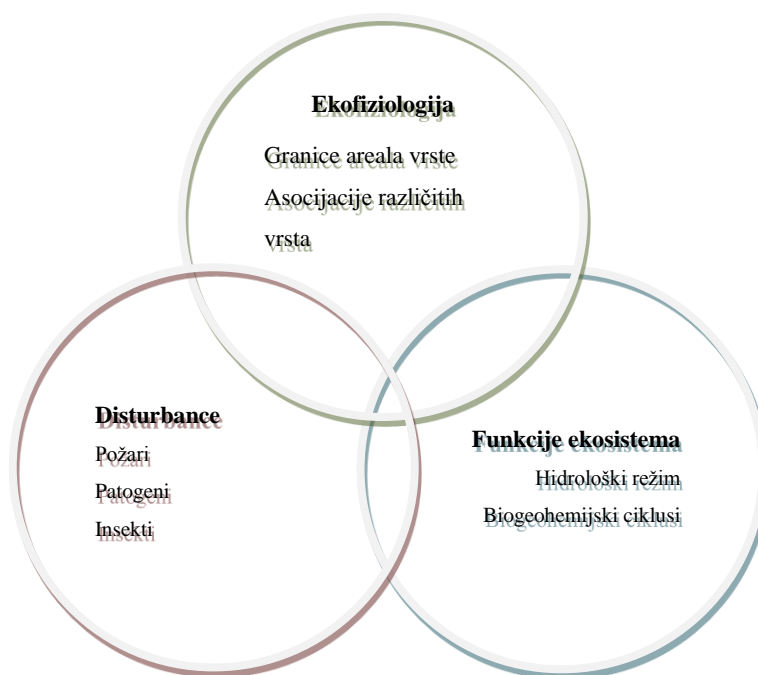 Ekofiziologija
Granice areala vrste
Asocijacije različitih
vrsta
Disturbance
Požari
Patogeni
Insekti
Funkcije ekosistema
Hidrološki režim
Biogeohemijski ciklusi